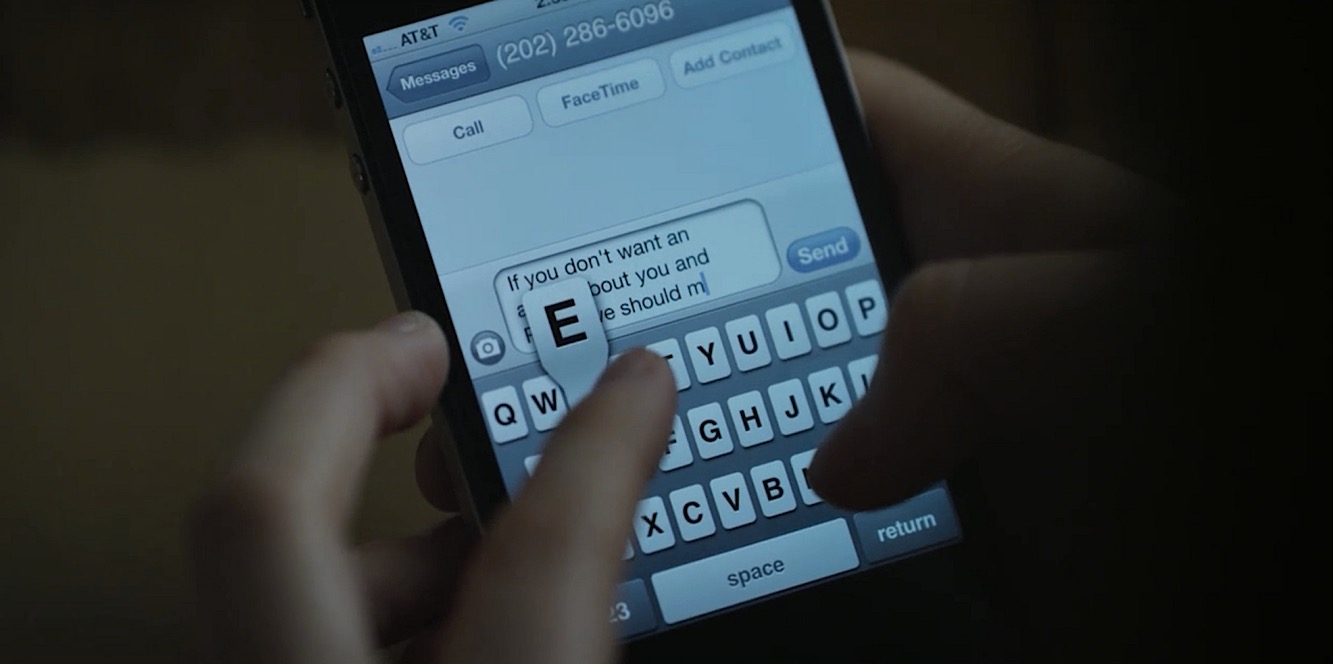 AT&T
Messages
(202) 286-6096
Call
FaceTime
Add Contact
If you don't want an
bout you and
ve should m
Send
E
Q W Y U I O P
G H J K
X C V B
space
return